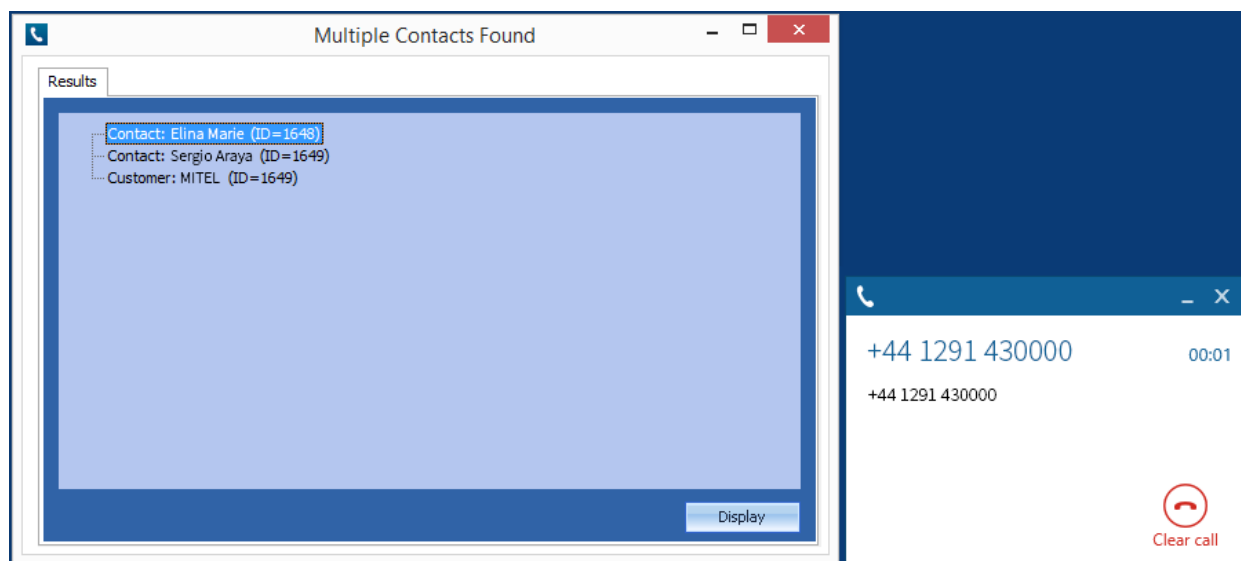 Multiple Contacts Found
Results
Contact: Elina Marie (ID=1648)
Contact: Sergio Araya (ID=1649)
Customer: MITEL (ID=1649)
Display
+44 1291 430000 00:01
+44 1291 430000
Clear call